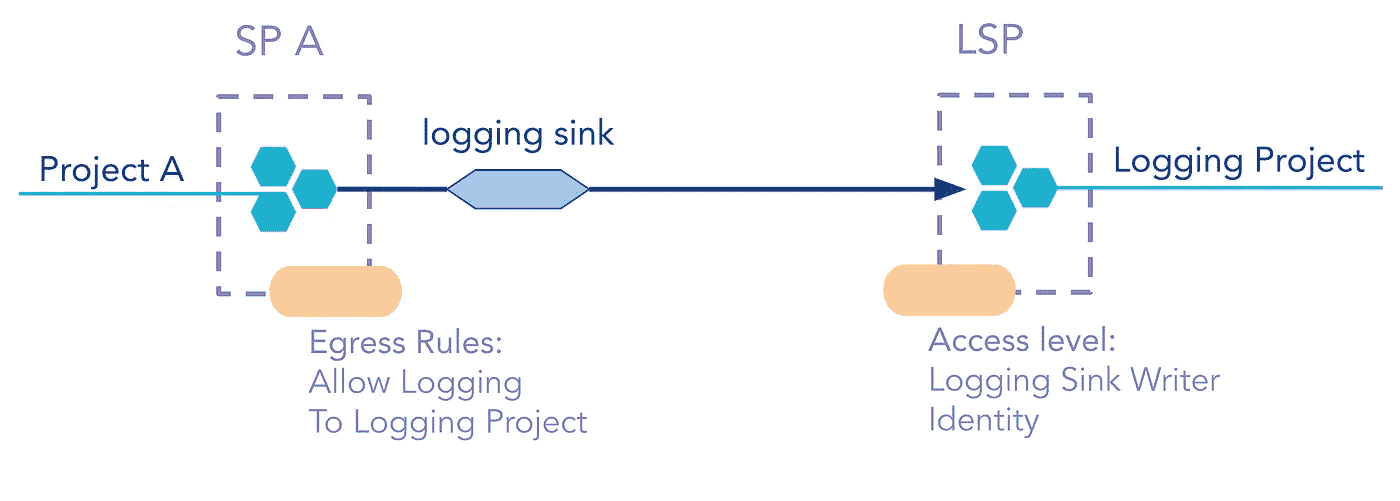 SP A
LSP
logging sink
Project A
Logging Project
Egress Rules:
Allow Logging
To Logging Project
Access level:
Logging Sink Writer
Identity